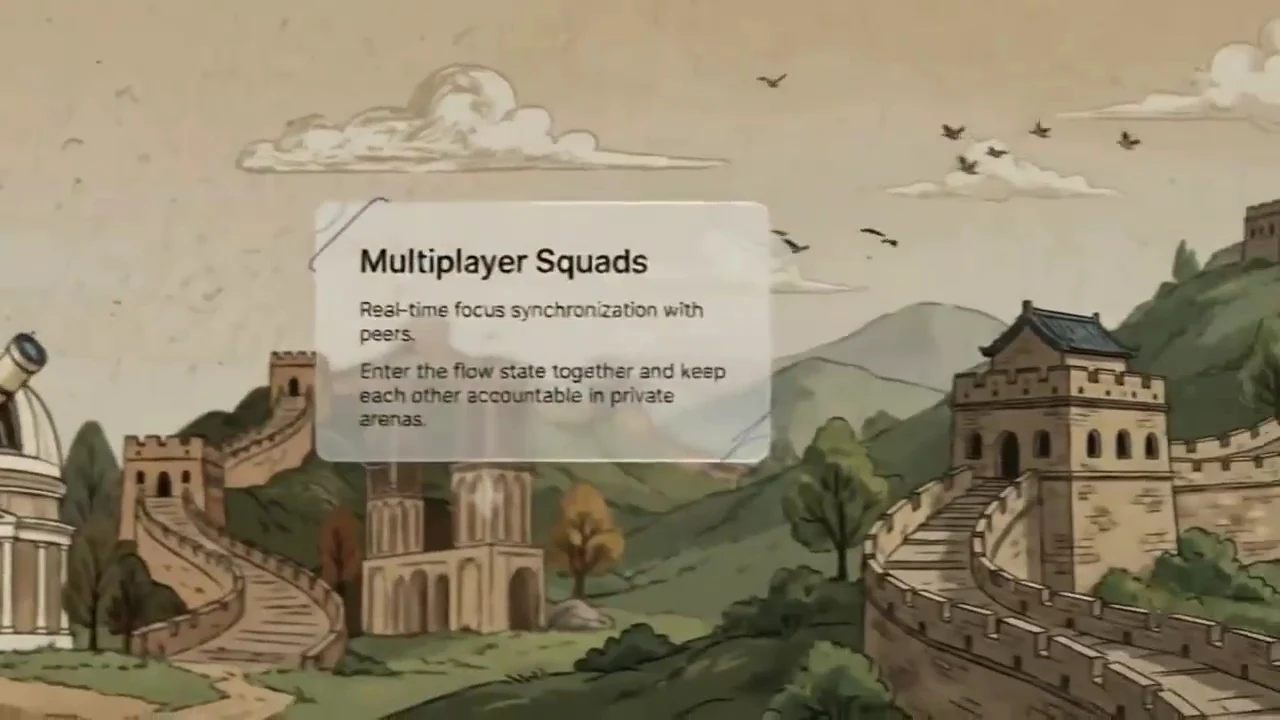 Multiplayer Squads
Real-time focus synchronization with
peers.
Enter the flow state together and keep
each other accountable in private
arenas.